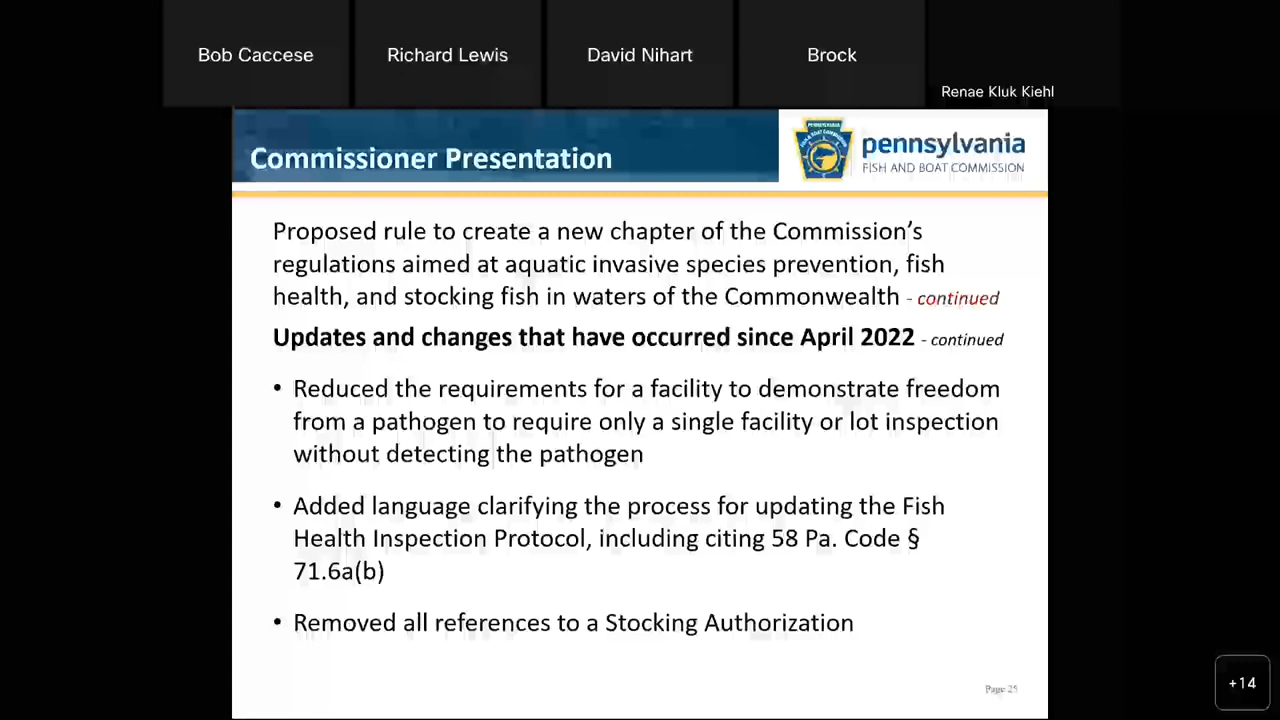 Bob Caccese
Richard Lewis
David Nihart
Brock
Renae Kluk Kiehl
Commissioner Presentation
PENNSYLVANIA
pennsylvania
FISH AND BOAT COMMISSION
Proposed rule to create a new chapter of the Commission’s
regulations aimed at aquatic invasive species prevention, fish
health, and stocking fish in waters of the Commonwealth - continued
Updates and changes that have occurred since April 2022 - continued
• Reduced the requirements for a facility to demonstrate freedom
from a pathogen to require only a single facility or lot inspection
without detecting the pathogen
• Added language clarifying the process for updating the Fish
Health Inspection Protocol, including citing 58 Pa. Code §
71.6a(b)
• Removed all references to a Stocking Authorization
Page 25
+14